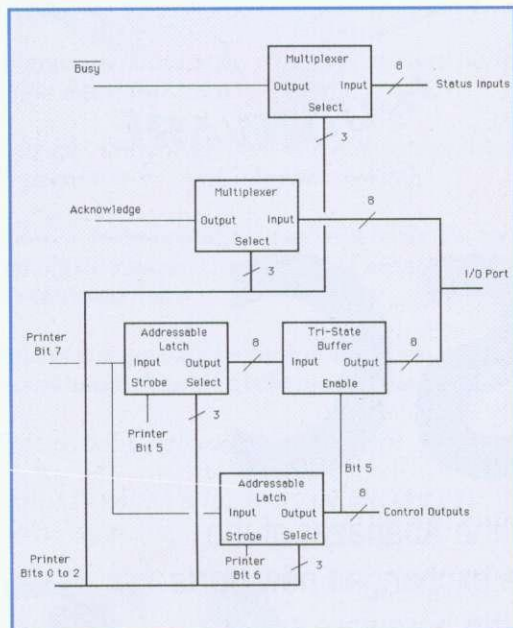 Multiplexer
Busy
8
Output Input
Status Inputs
Select
3
Multiplexer
Acknowledge
8
Output Input
Select
3
I/O Port
Printer
Bit 7
Addressable
Latch
Tri-State
Buffer
8
8
Input Output
Input Output
Strobe Select
Enable
3
Printer
Bit 5
Bit 5
Addressable
Latch
8
Input Output
Control Outputs
Strobe Select
Printer
Bits 0 to 2
Printer
Bit 6
3